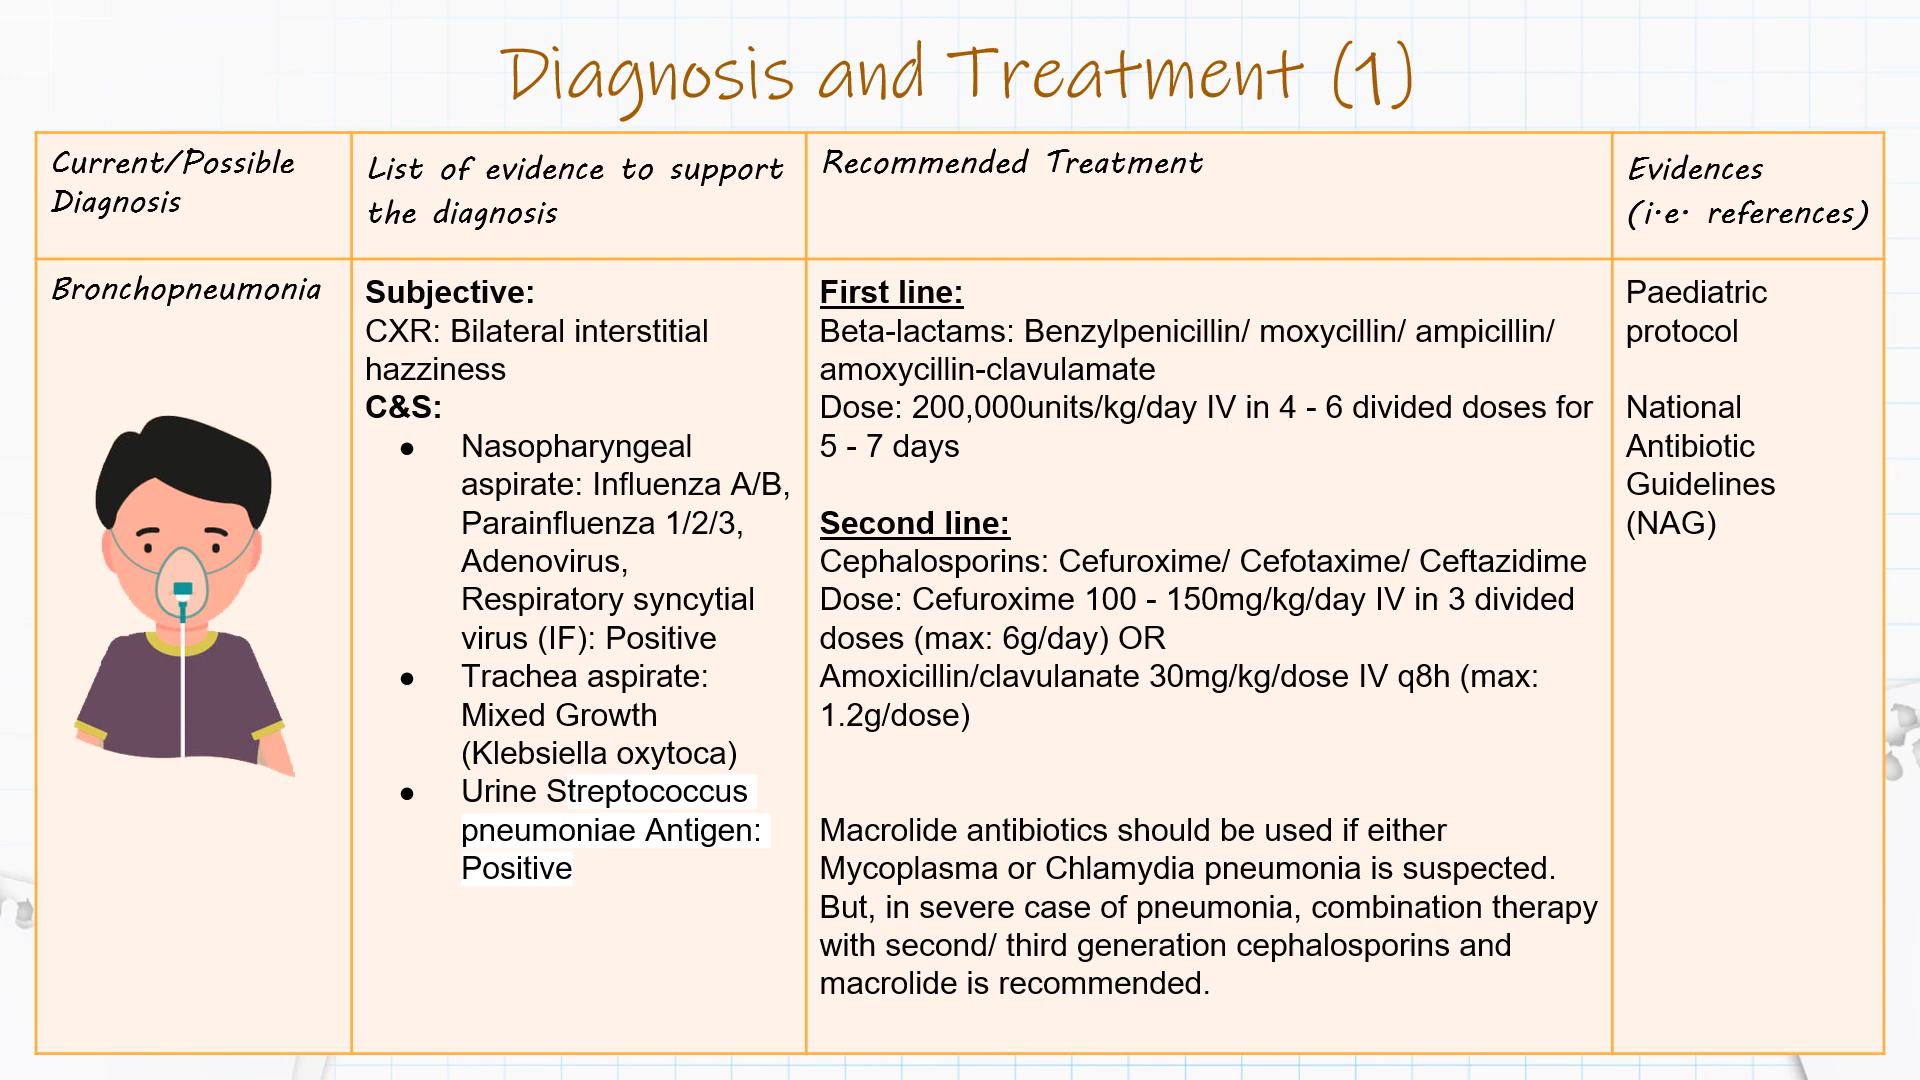 Diagnosis and Treatment (1)
Current/Possible
Diagnosis
List of evidence to support
the diagnosis
Recommended Treatment
Evidences
(i.e. references)
Bronchopneumonia
Subjective:
CXR: Bilateral interstitial
hazziness
C&S:
● Nasopharyngeal
aspirate: Influenza A/B,
Parainfluenza 1/2/3,
Adenovirus,
Respiratory syncytial
virus (IF): Positive
● Trachea aspirate:
Mixed Growth
(Klebsiella oxytoca)
● Urine Streptococcus
pneumoniae Antigen:
Positive
First line:
Beta-lactams: Benzylpenicillin/ moxycillin/ ampicillin/
amoxycillin-clavulamate
Dose: 200,000units/kg/day IV in 4 - 6 divided doses for
5 - 7 days
Second line:
Cephalosporins: Cefuroxime/ Cefotaxime/ Ceftazidime
Dose: Cefuroxime 100 - 150mg/kg/day IV in 3 divided
doses (max: 6g/day) OR
Amoxicillin/clavulanate 30mg/kg/dose IV q8h (max:
1.2g/dose)
Macrolide antibiotics should be used if either
Mycoplasma or Chlamydia pneumonia is suspected.
But, in severe case of pneumonia, combination therapy
with second/ third generation cephalosporins and
macrolide is recommended.
Paediatric
protocol
National
Antibiotic
Guidelines
(NAG)